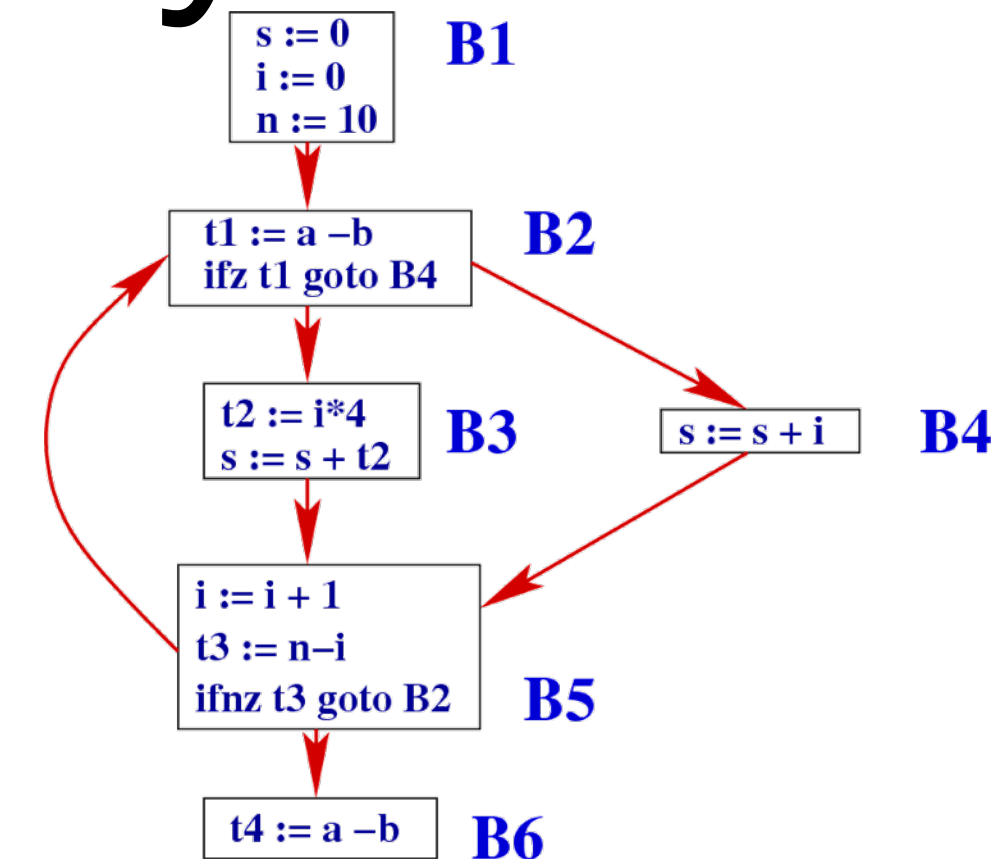 s := 0
i := 0
n := 10
B1
t1 := a −b
ifz t1 goto B4
B2
t2 := i*4
s := s + t2
B3
s := s + i
B4
i := i + 1
t3 := n−i
ifnz t3 goto B2
B5
t4 := a −b
B6